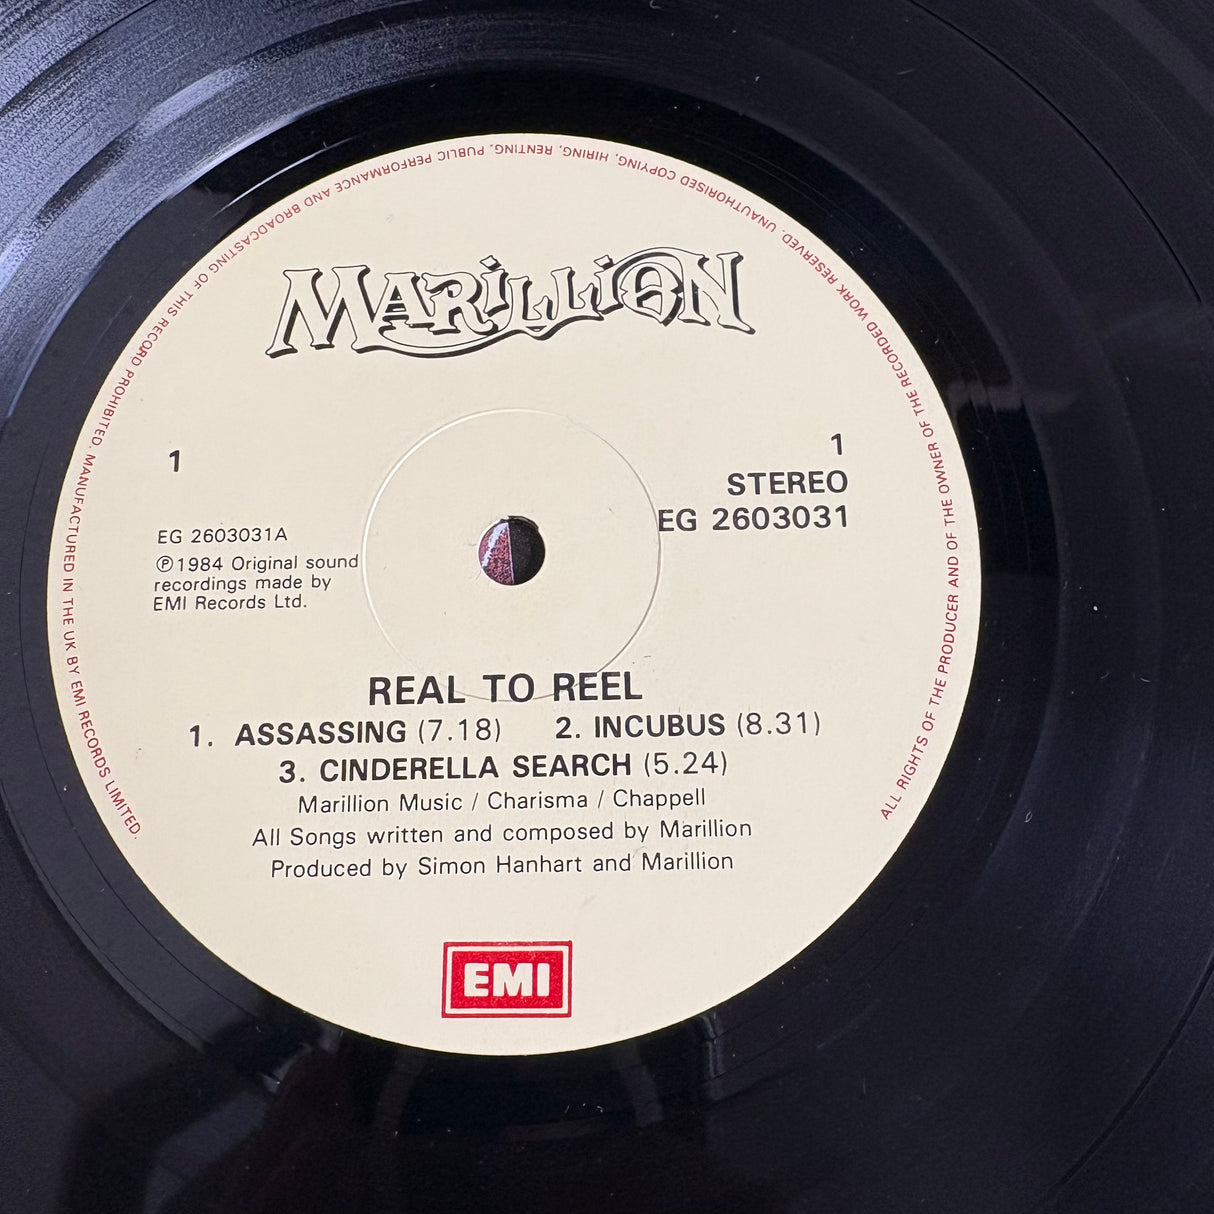 MARiLLiON
1
1
STEREO
EG 2603031
EG 2603031A
℗1984 Original sound
recordings made by
EMI Records Ltd.
REAL TO REEL
1. ASSASSING (7.18) 2. INCUBUS (8.31)
3. CINDERELLA SEARCH (5.24)
Marillion Music / Charisma / Chappell
All Songs written and composed by Marillion
Produced by Simon Hanhart and Marillion
EMI
ALL RIGHTS OF THE PRODUCER AND OF THE OWNER OF THE RECORDED WORK RESERVED. UNAUTHORISED COPYING, HIRING, RENTING, PUBLIC PERFORMANCE AND BROADCASTING OF THIS RECORD PROHIBITED. MANUFACTURED IN THE UK BY EMI RECORDS LIMITED.